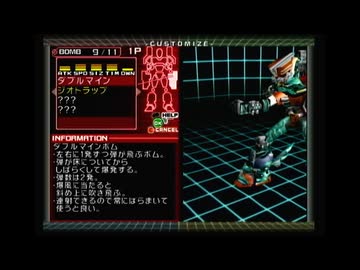 CUSTOMIZE
BOMB 9/11 1P
ATK SPD SIZ TIM DWN
ダブルマイン
ジオトラップ
???
???
HELP
OK
CANCEL
INFORMATION
ダブルマインボム
・左右に1発ずつ弾が飛ぶボム。
・弾が床についてから
しばらくして爆発する。
・弾数は2発。
・爆風に当たると
斜め上に吹き飛ぶ。
・連射できるので常にはらまいて
使うと良い。